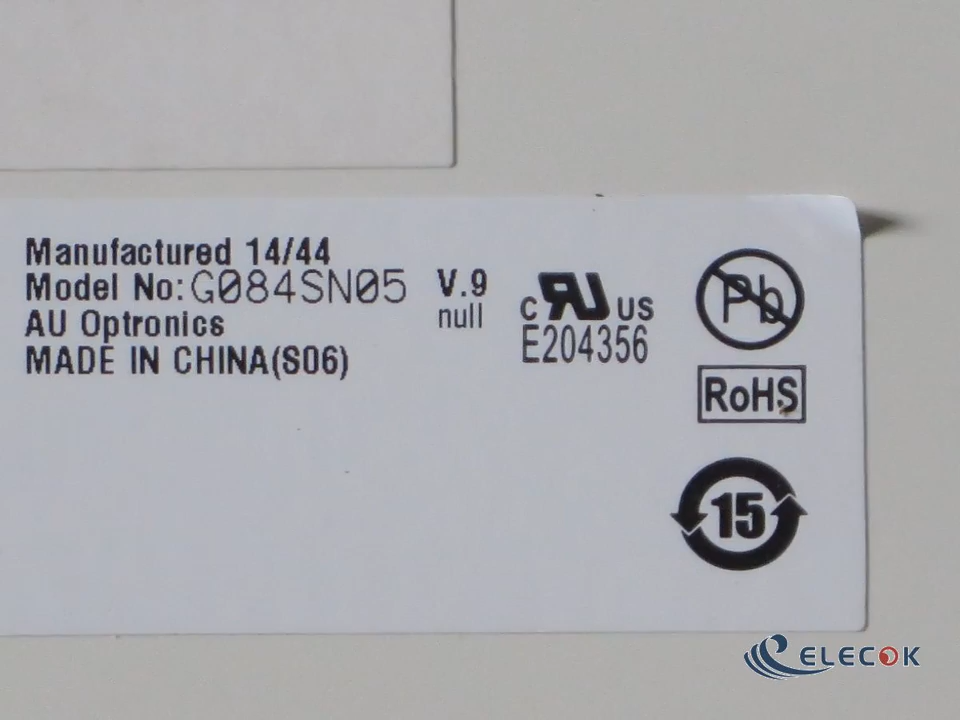 Manufactured 14/44
Model No:G084SN05 V.9
AU Optronics null
MADE IN CHINA(S06)
C RU US
E204356
Pb
RoHS
15
ELECOK